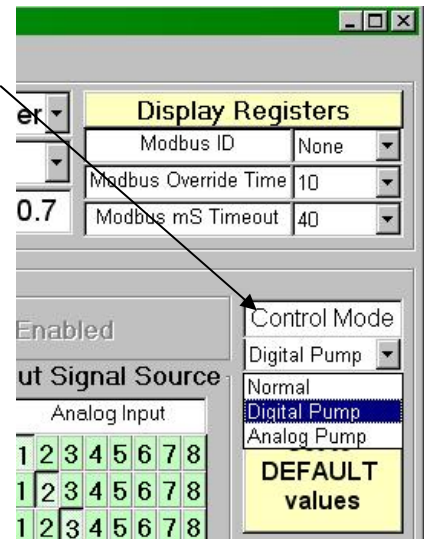 er
Display Registers
Modbus ID None
Modbus Override Time 10
0.7 Modbus mS Timeout 40
Enabled
Control Mode
Digital Pump
ut Signal Source
Normal
Analog Input
Digital Pump
Analog Pump
1 2 3 4 5 6 7 8
DEFAULT
1 2 3 4 5 6 7 8
values
1 2 3 4 5 6 7 8